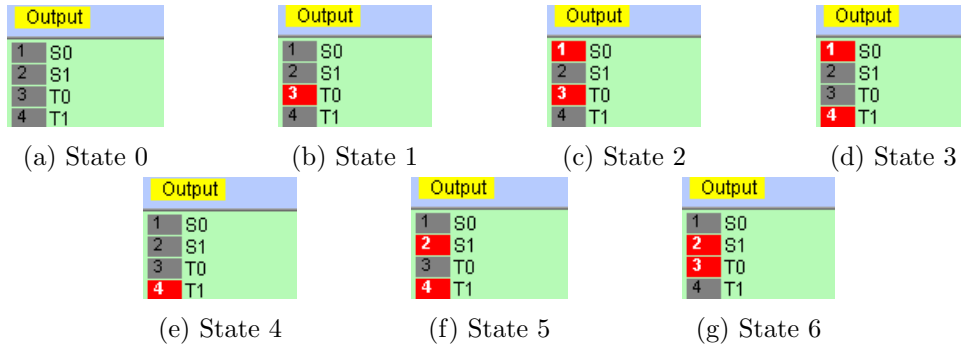 Output
1 S0
2 S1
3 T0
4 T1
(a) State 0
Output
1 S0
2 S1
3 T0
4 T1
(b) State 1
Output
1 S0
2 S1
3 T0
4 T1
(c) State 2
Output
1 S0
2 S1
3 T0
4 T1
(d) State 3
Output
1 S0
2 S1
3 T0
4 T1
(e) State 4
Output
1 S0
2 S1
3 T0
4 T1
(f) State 5
Output
1 S0
2 S1
3 T0
4 T1
(g) State 6